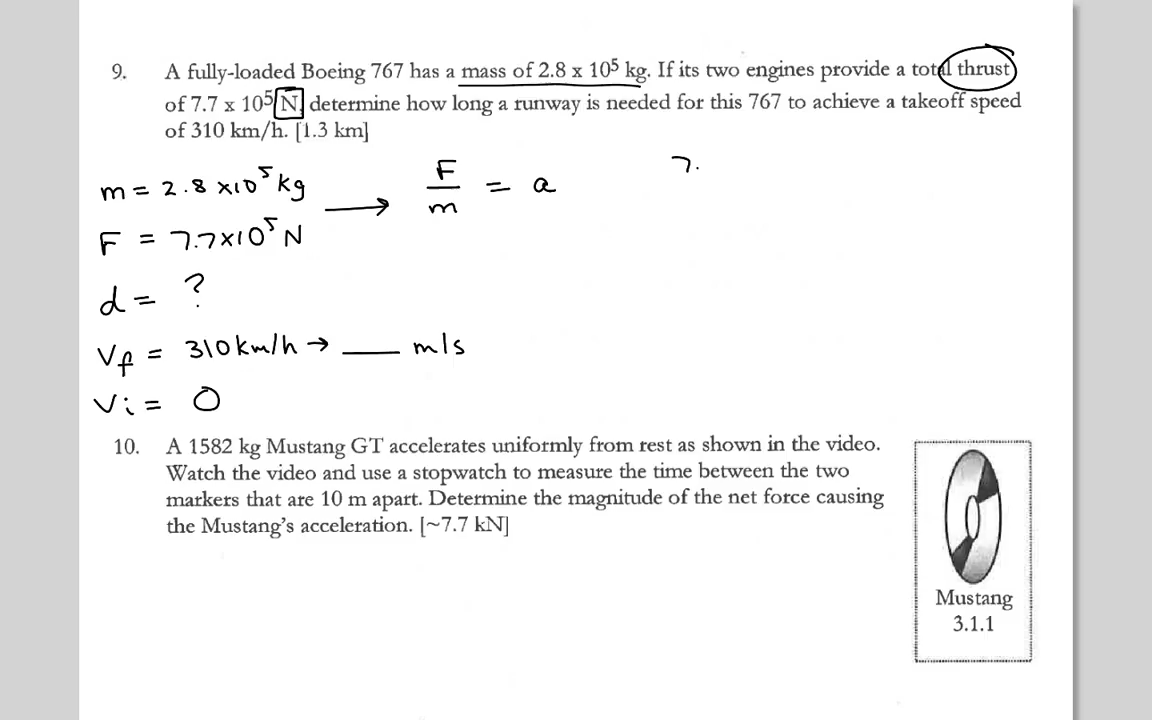 9. A fully-loaded Boeing 767 has a mass of 2.8 x 10⁵ kg. If its two engines provide a total thrust
of 7.7 x 10⁵ N, determine how long a runway is needed for this 767 to achieve a takeoff speed
of 310 km/h. [1.3 km]
m = 2.8 x10⁵ kg → F/m = a
7.
F = 7.7x10⁵ N
d = ?
Vf = 310km/h → ___ m/s
Vi = 0
10. A 1582 kg Mustang GT accelerates uniformly from rest as shown in the video.
Watch the video and use a stopwatch to measure the time between the two
markers that are 10 m apart. Determine the magnitude of the net force causing
the Mustang's acceleration. [~7.7 kN]
Mustang
3.1.1